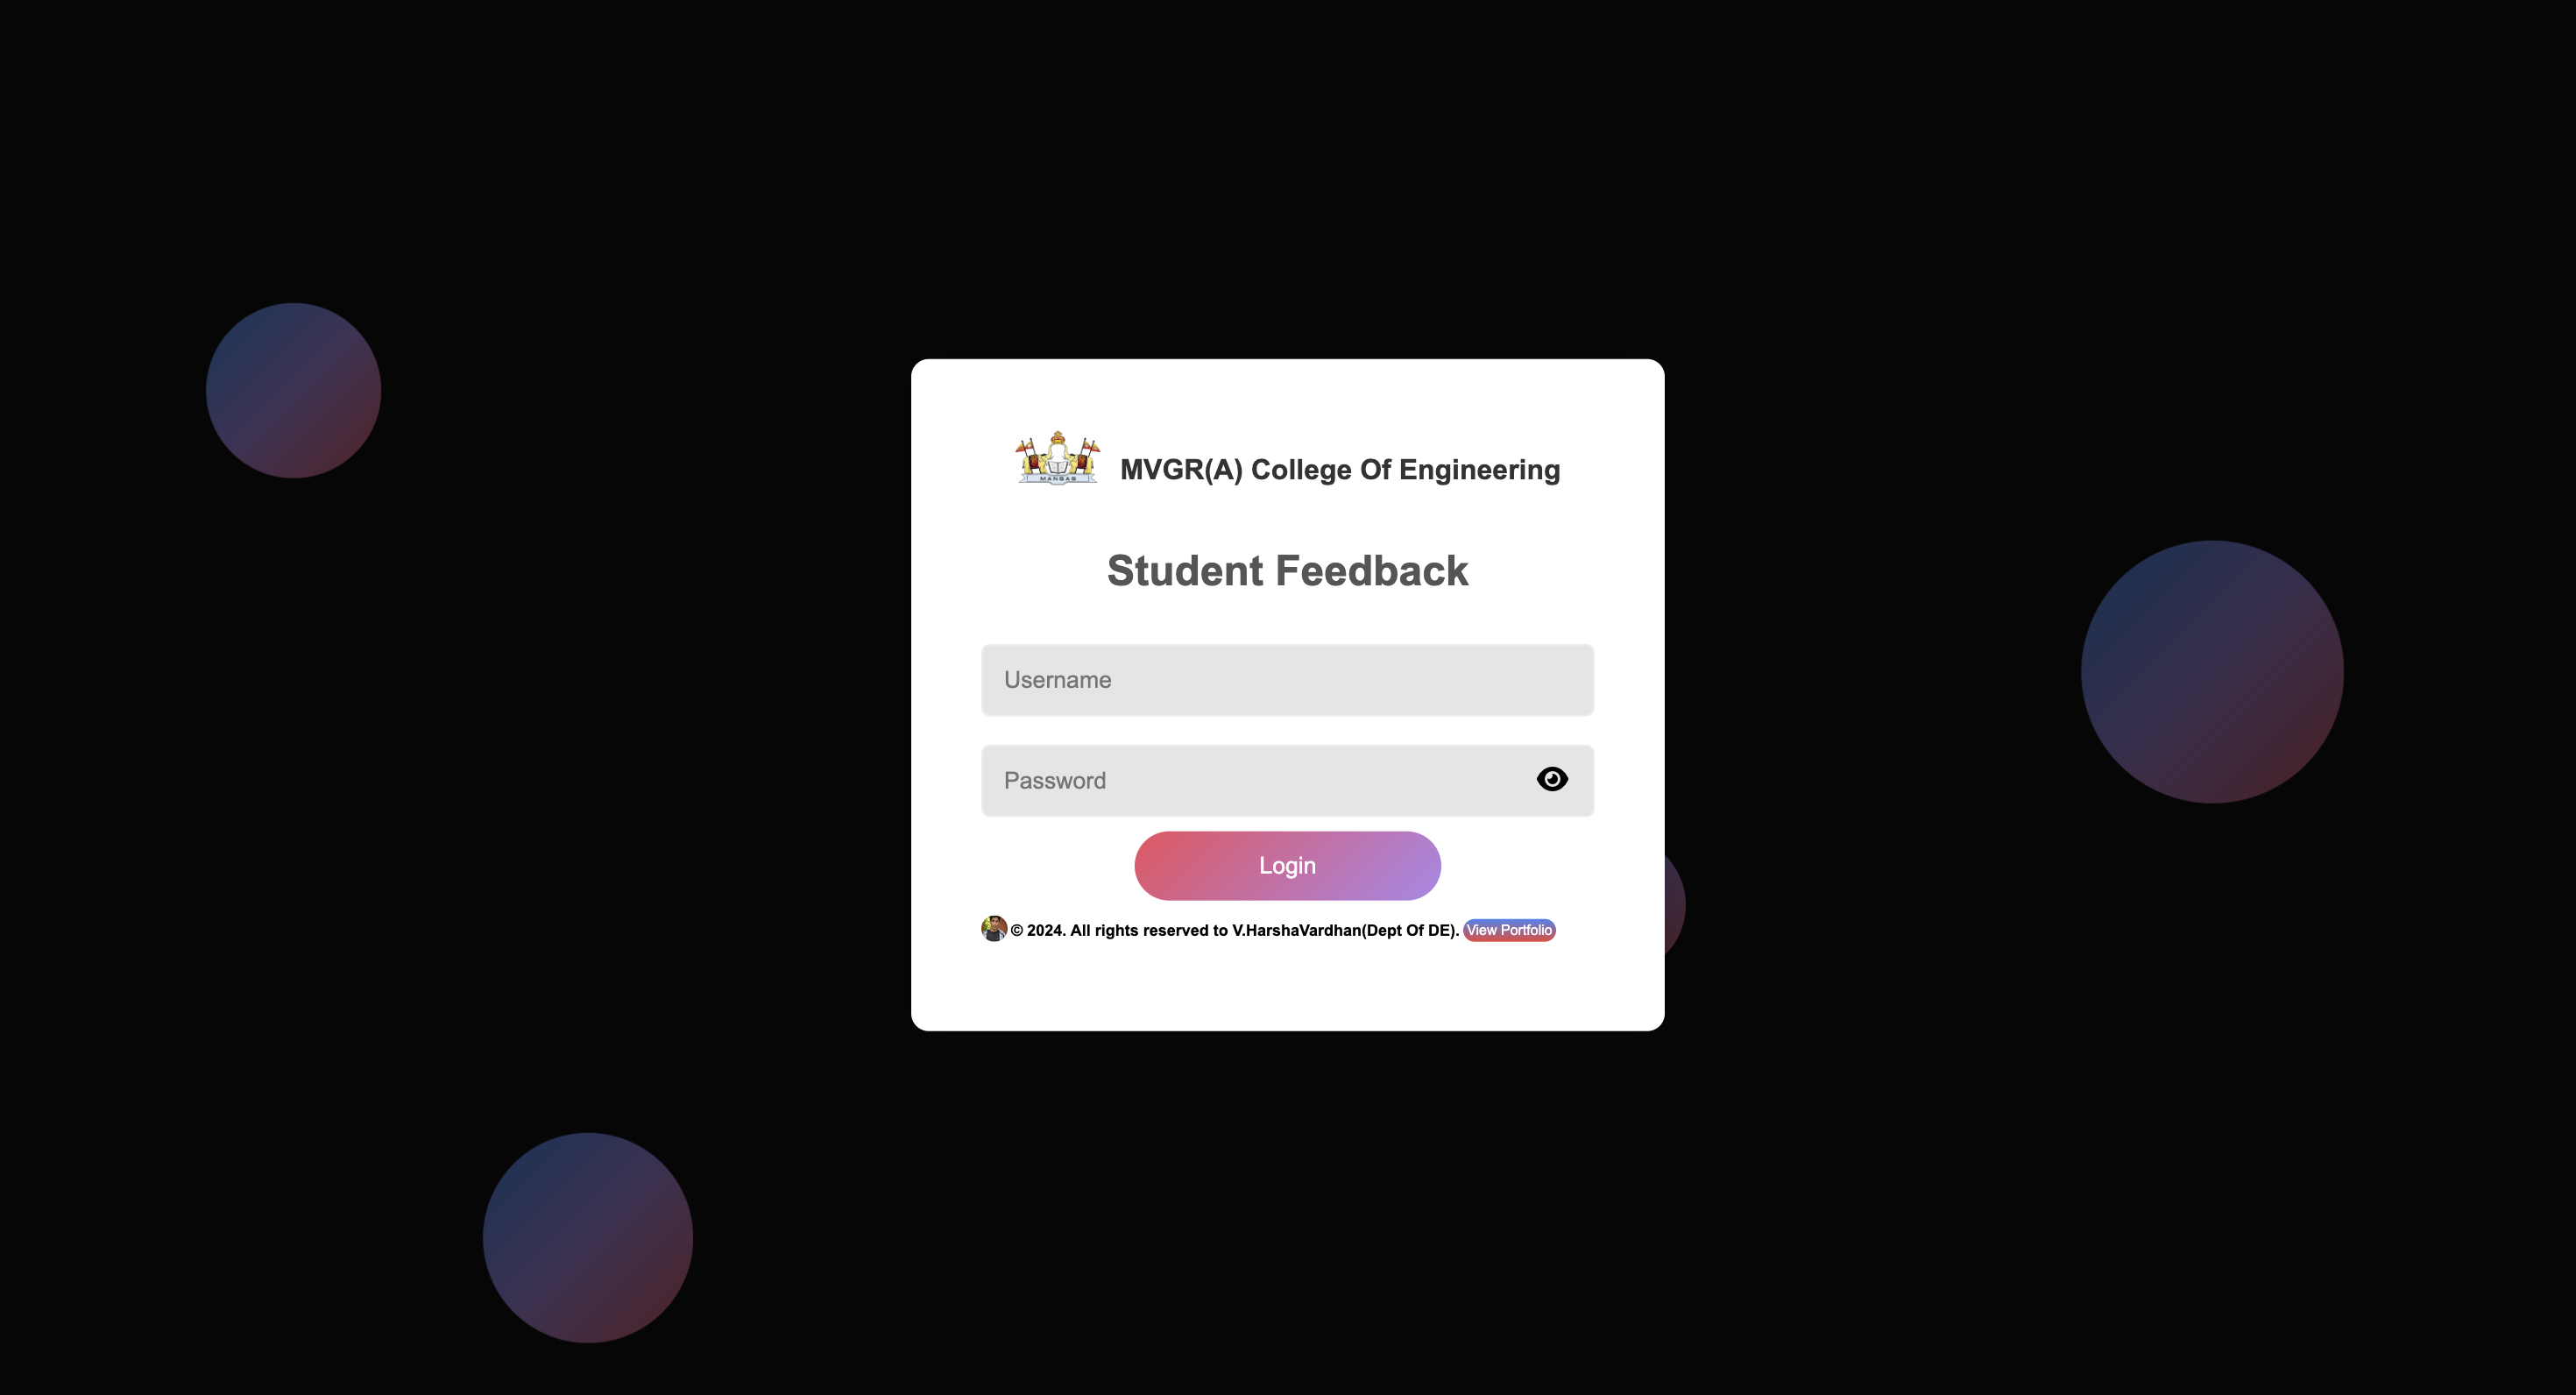 MANSAS
MVGR(A) College Of Engineering
Student Feedback
Username
Password
Login
© 2024. All rights reserved to V.HarshaVardhan(Dept Of DE). View Portfolio